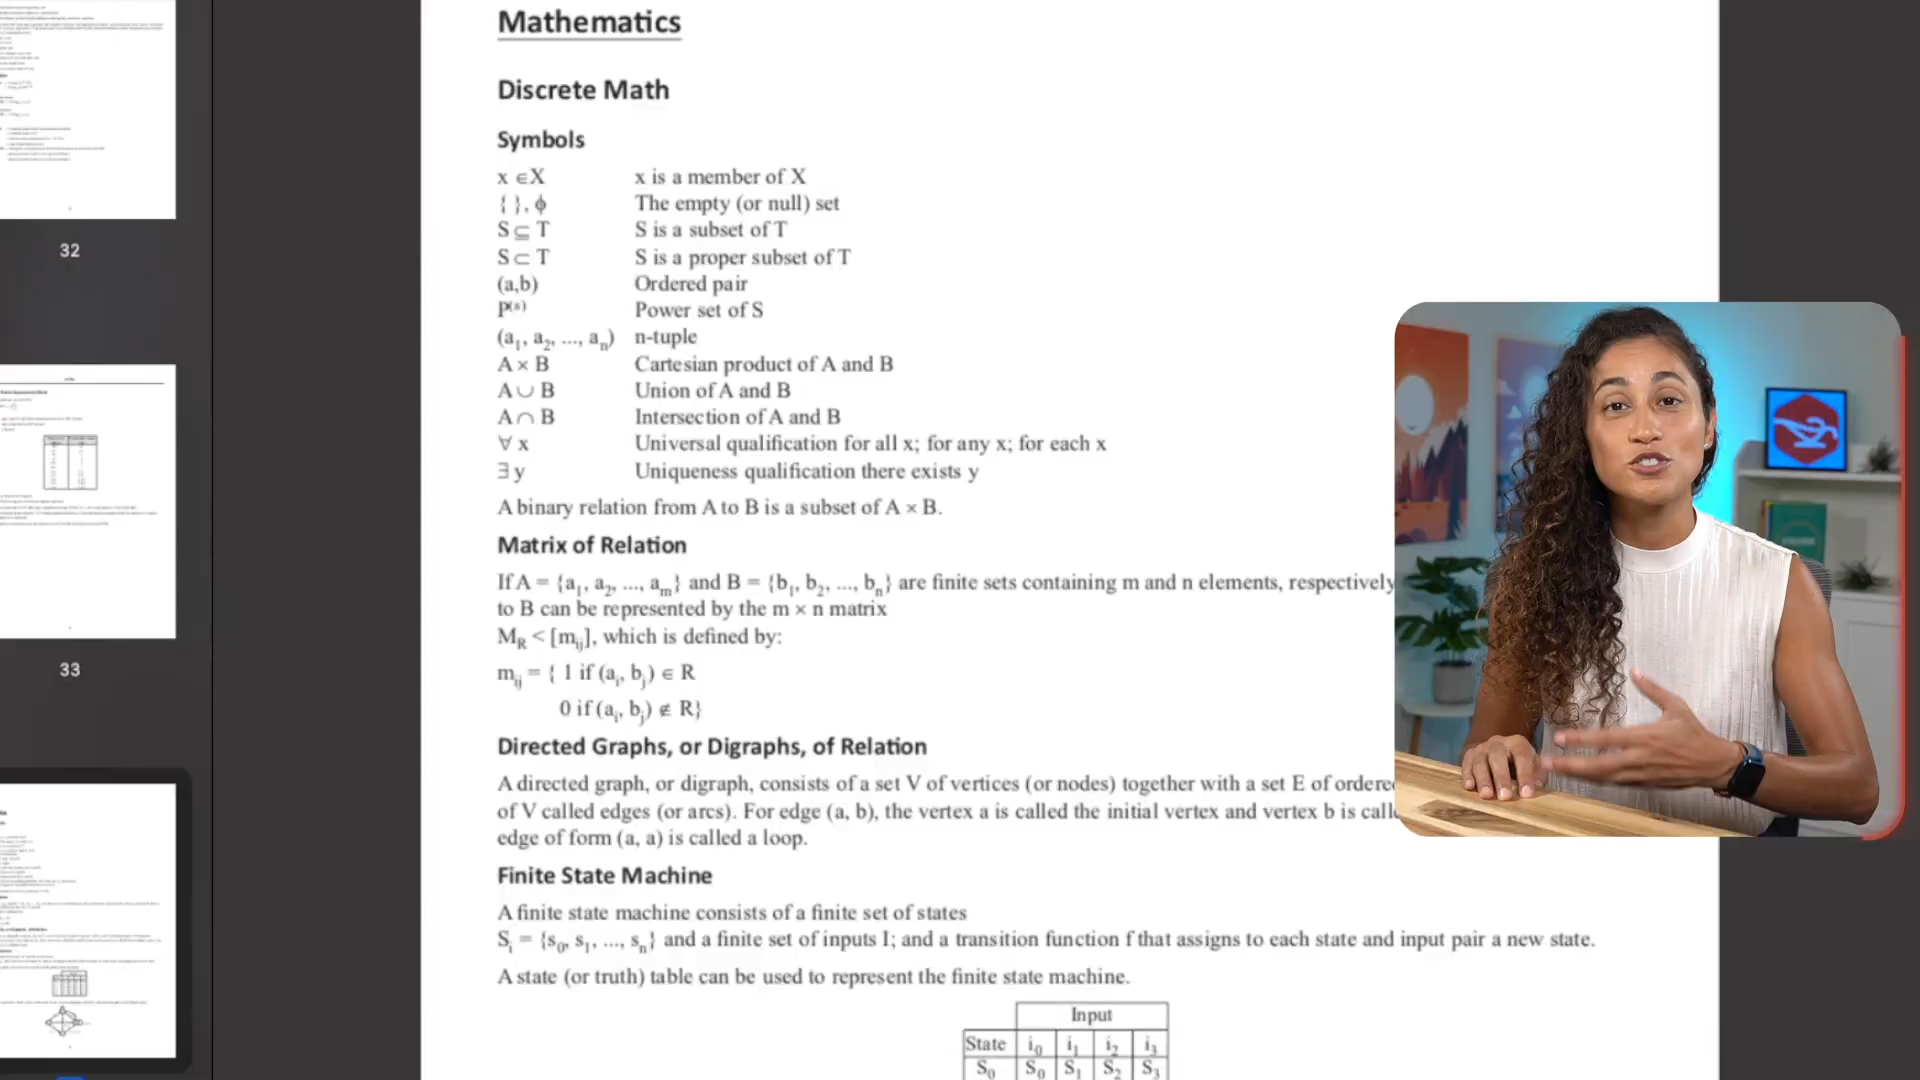 Mathematics
Discrete Math
Symbols
x ∈X x is a member of X
{ }, ϕ The empty (or null) set
S ⊆ T S is a subset of T
S ⊂ T S is a proper subset of T
(a,b) Ordered pair
P(s) Power set of S
(a1, a2, ..., an) n-tuple
A × B Cartesian product of A and B
A ∪ B Union of A and B
A ∩ B Intersection of A and B
∀ x Universal qualification for all x; for any x; for each x
∃ y Uniqueness qualification there exists y
A binary relation from A to B is a subset of A × B.
Matrix of Relation
If A = {a1, a2, ..., am} and B = {b1, b2, ..., bn} are finite sets containing m and n elements, respectively
to B can be represented by the m × n matrix
MR < [mij], which is defined by:
mij = { 1 if (ai, bj) ∈ R
0 if (ai, bj) ∉ R}
Directed Graphs, or Digraphs, of Relation
A directed graph, or digraph, consists of a set V of vertices (or nodes) together with a set E of
of V called edges (or arcs). For edge (a, b), the vertex a is called the initial vertex and vertex b is
edge of form (a, a) is called a loop.
Finite State Machine
A finite state machine consists of a finite set of states
Si = {s0, s1, ..., sn} and a finite set of inputs I; and a transition function f that assigns to each state and input pair a new state.
A state (or truth) table can be used to represent the finite state machine.
Input
State i0 i1 i2 i3
S0 S0 S1 S2 S3
32
33